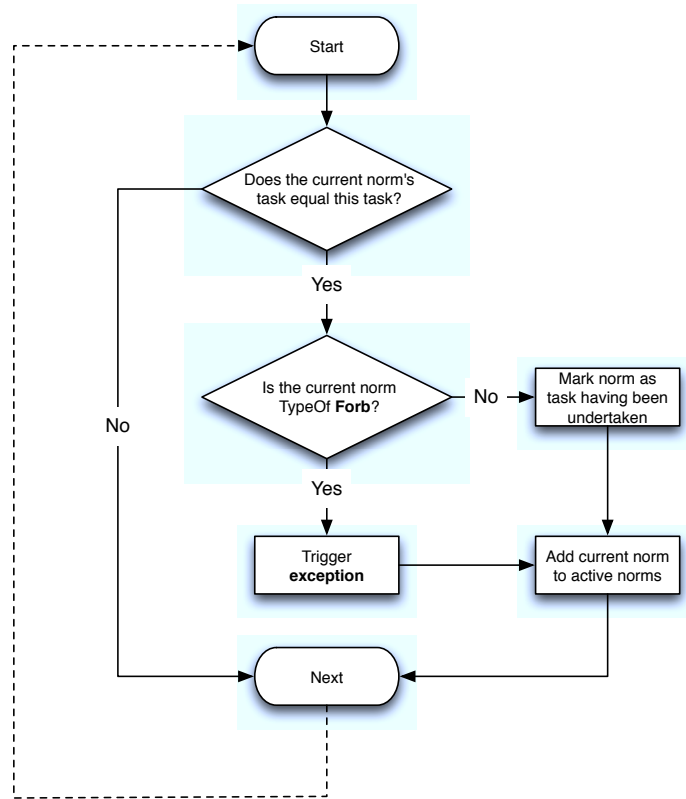 Start
Does the current norm's
task equal this task?
Yes
Is the current norm
TypeOf Forb?
No
Mark norm as
task having been
undertaken
No
Yes
Trigger
exception
Add current norm
to active norms
Next